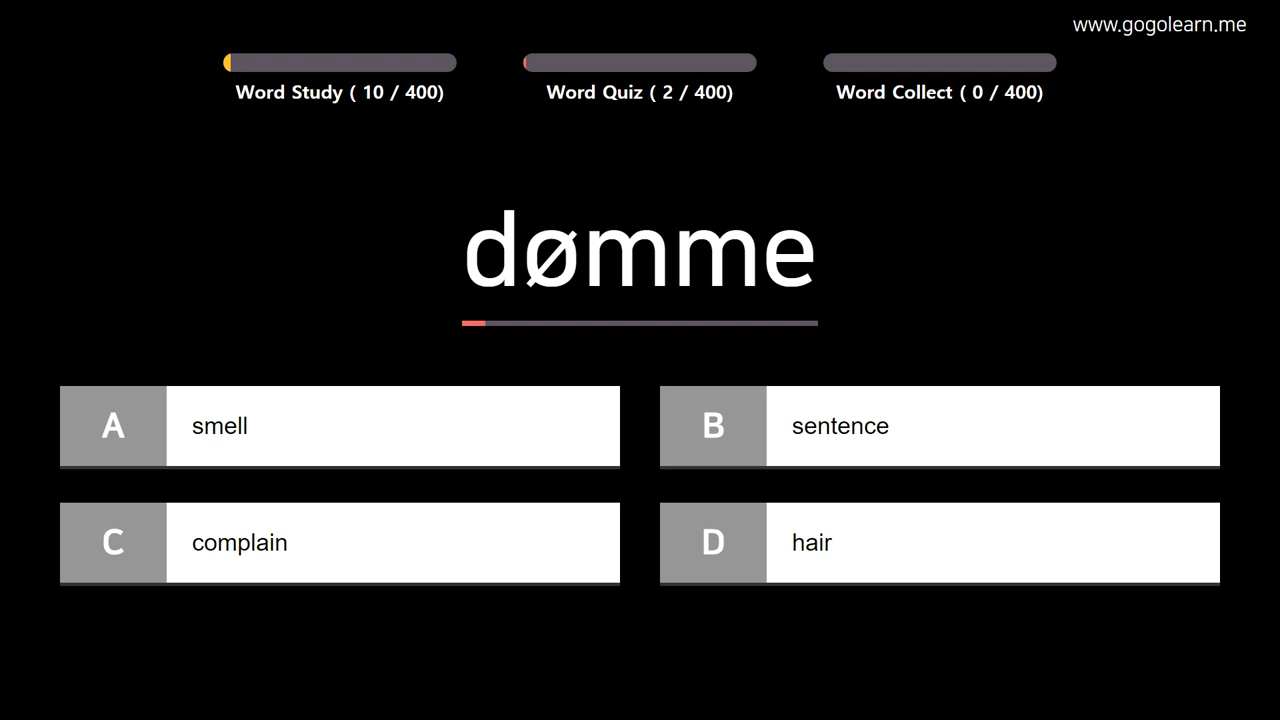 www.gogolearn.me
Word Study ( 10 / 400)
Word Quiz ( 2 / 400)
Word Collect ( 0 / 400)
dømme
A smell
B sentence
C complain
D hair